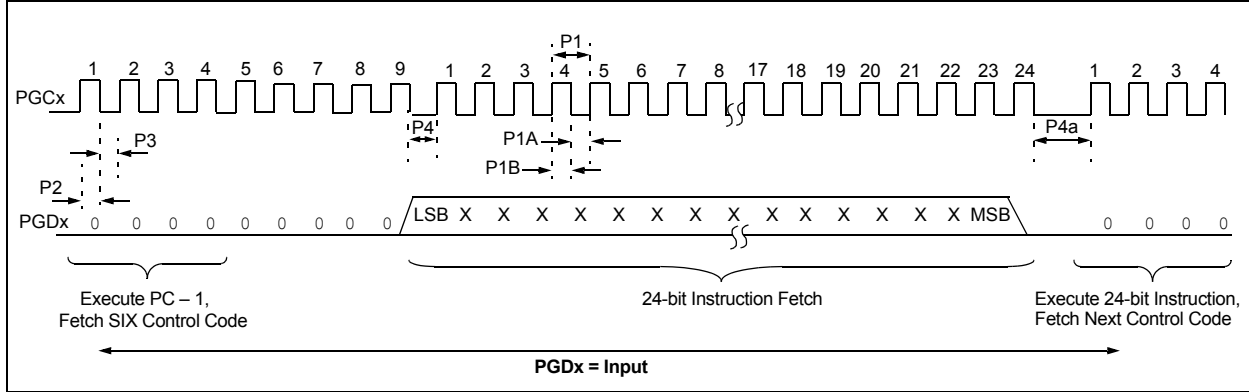 P1
1 2 3 4 5 6 7 8 9 1 2 3 4 5 6 7 8 17 18 19 20 21 22 23 24 1 2 3 4
PGCx
P4
P4a
P3
P1A
P1B
P2
PGDx
0 0 0 0 0 0 0 0 0 LSB X X X X X X X X X X X X X X MSB 0 0 0 0
Execute PC – 1,
Fetch SIX Control Code
24-bit Instruction Fetch
Execute 24-bit Instruction,
Fetch Next Control Code
PGDx = Input